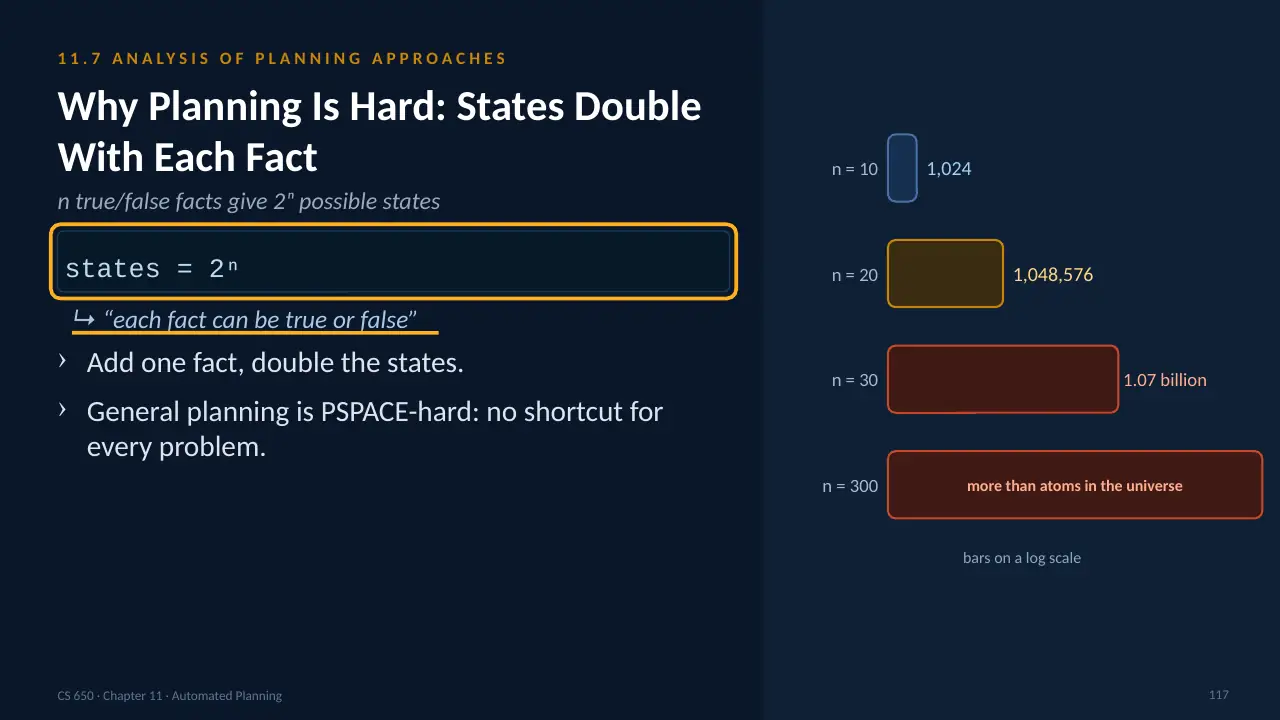 11.7 ANALYSIS OF PLANNING APPROACHES
Why Planning Is Hard: States Double
With Each Fact
n true/false facts give 2ⁿ possible states
states = 2ⁿ
↳ “each fact can be true or false”
› Add one fact, double the states.
› General planning is PSPACE-hard: no shortcut for
every problem.
n = 10 1,024
n = 20 1,048,576
n = 30 1.07 billion
n = 300 more than atoms in the universe
bars on a log scale
CS 650 · Chapter 11 · Automated Planning
117